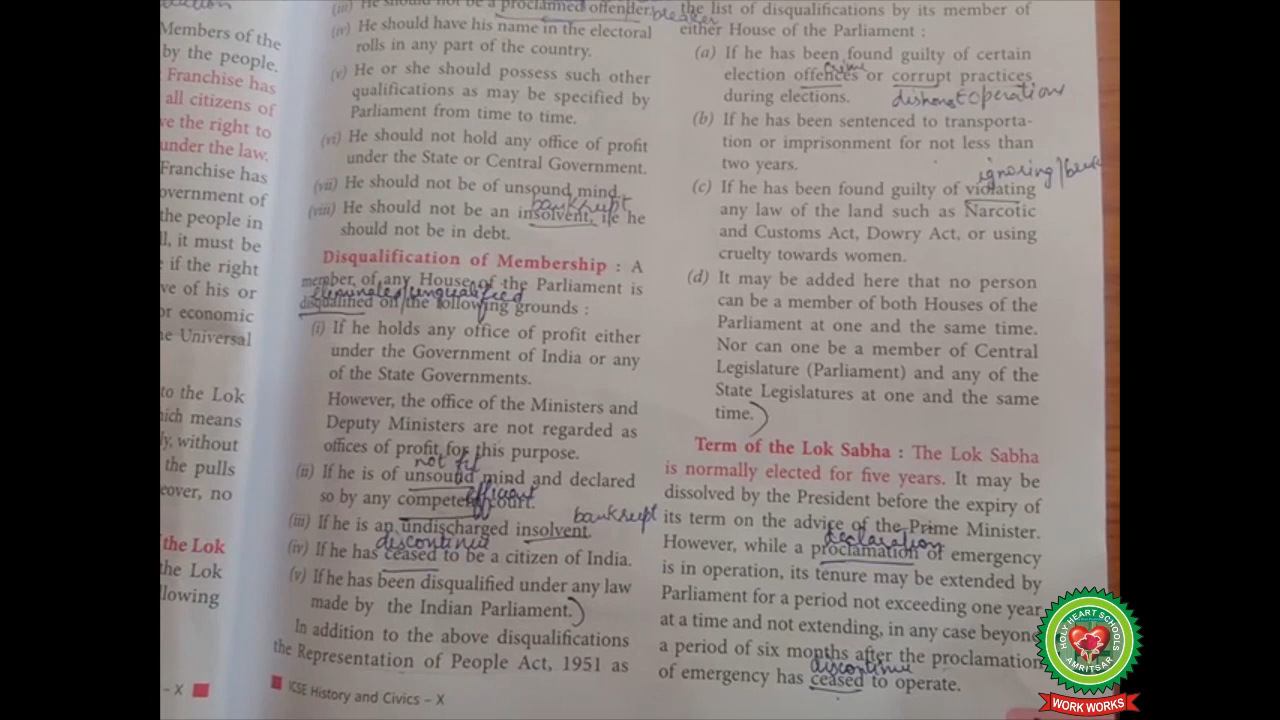 Members of the
by the people.
Franchise has
all citizens of
ve the right to
under the law.
Franchise has
overnment of
the people in
ll, it must be
if the right
ve of his or
or economic
he Universal
to the Lok
hich means
ly, without
the pulls
eover, no
the Lok
the Lok
llowing
– X
(iii) He should not be a proclaimed offender.
breaker
(iv) He should have his name in the electoral
rolls in any part of the country.
(v) He or she should possess such other
qualifications as may be specified by
Parliament from time to time.
(vi) He should not hold any office of profit
under the State or Central Government.
(vii) He should not be of unsound mind.
bankrupt
(viii) He should not be an insolvent, i.e he
should not be in debt.
Disqualification of Membership : A
member of any House of the Parliament is
unqualified
disqualified on the following grounds :
(i) If he holds any office of profit either
under the Government of India or any
of the State Governments.
However, the office of the Ministers and
Deputy Ministers are not regarded as
offices of profit for this purpose.
not fit
(ii) If he is of unsound mind and declared
efficient
so by any competent court.
bankrupt
(iii) If he is an undischarged insolvent.
discontinue
(iv) If he has ceased to be a citizen of India.
(v) If he has been disqualified under any law
made by the Indian Parliament.)
In addition to the above disqualifications
the Representation of People Act, 1951 as
ICSE History and Civics – X
the list of disqualifications by its member of
either House of the Parliament :
(a) If he has been found guilty of certain
crime
election offences or corrupt practices
during elections.
dishonest operations
(b) If he has been sentenced to transporta-
tion or imprisonment for not less than
two years.
ignoring/
(c) If he has been found guilty of violating
any law of the land such as Narcotic
and Customs Act, Dowry Act, or using
cruelty towards women.
(d) It may be added here that no person
can be a member of both Houses of the
Parliament at one and the same time.
Nor can one be a member of Central
Legislature (Parliament) and any of the
State Legislatures at one and the same
time.)
Term of the Lok Sabha : The Lok Sabha
is normally elected for five years. It may be
dissolved by the President before the expiry of
its term on the advice of the Prime Minister.
declaration
However, while a proclamation of emergency
is in operation, its tenure may be extended by
Parliament for a period not exceeding one year
at a time and not extending, in any case beyond
a period of six months after the proclamation
discontinue
of emergency has ceased to operate.
HOLY HEART SCHOOLS
AMRITSAR
WORK WORKS